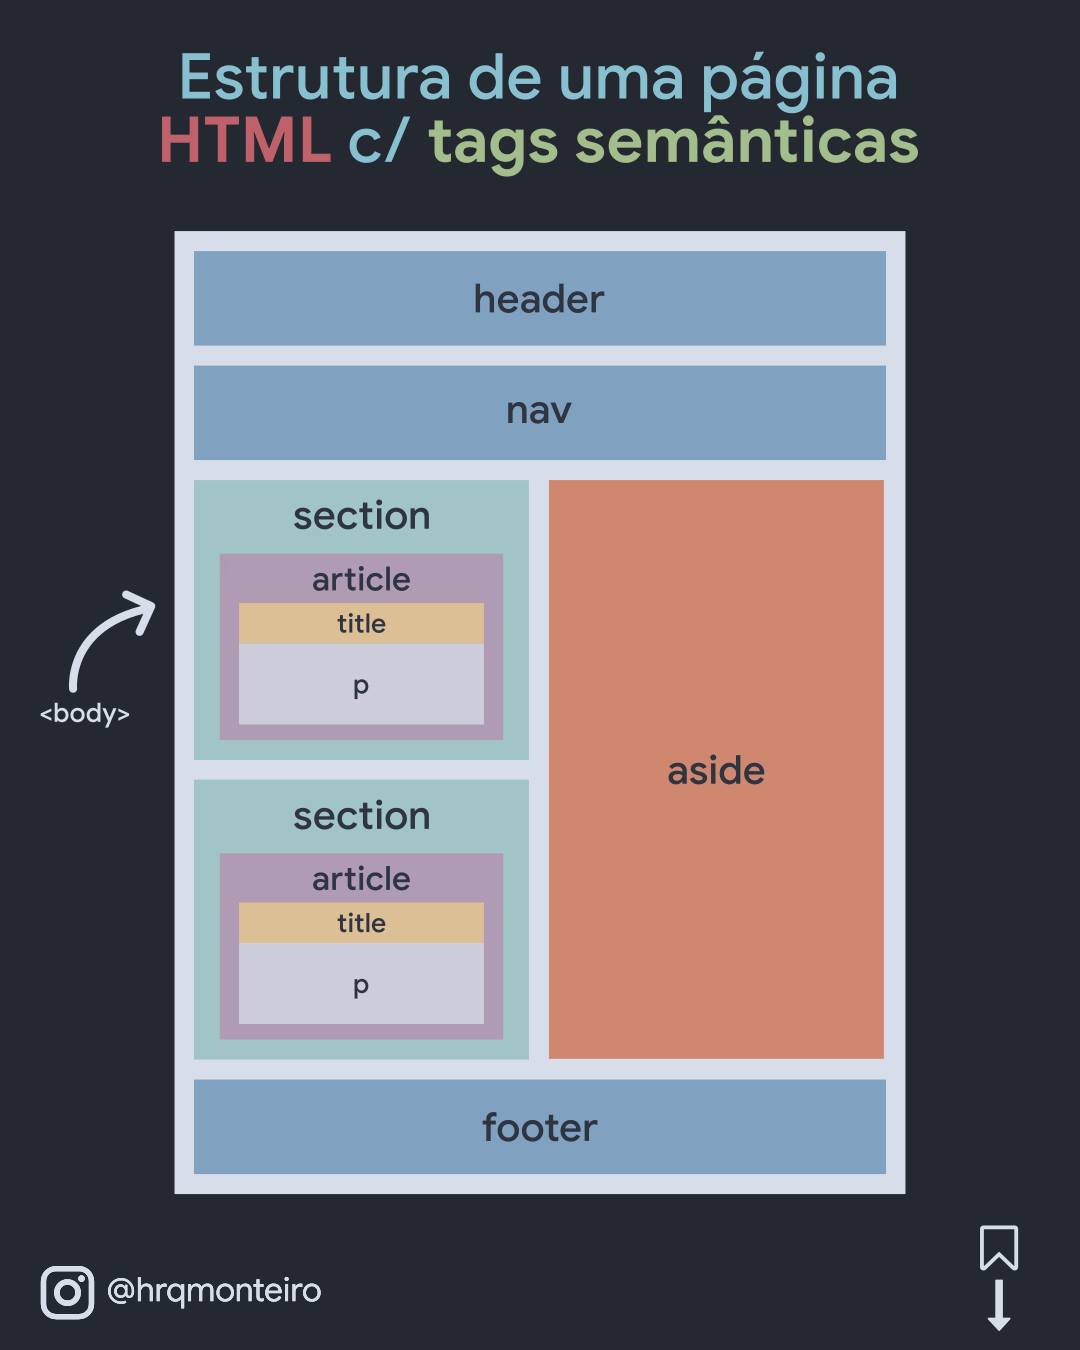 Estrutura de uma página
HTML c/ tags semânticas
header
nav
section
article
title
p
aside
<body>
section
article
title
p
footer
@hrqmonteiro